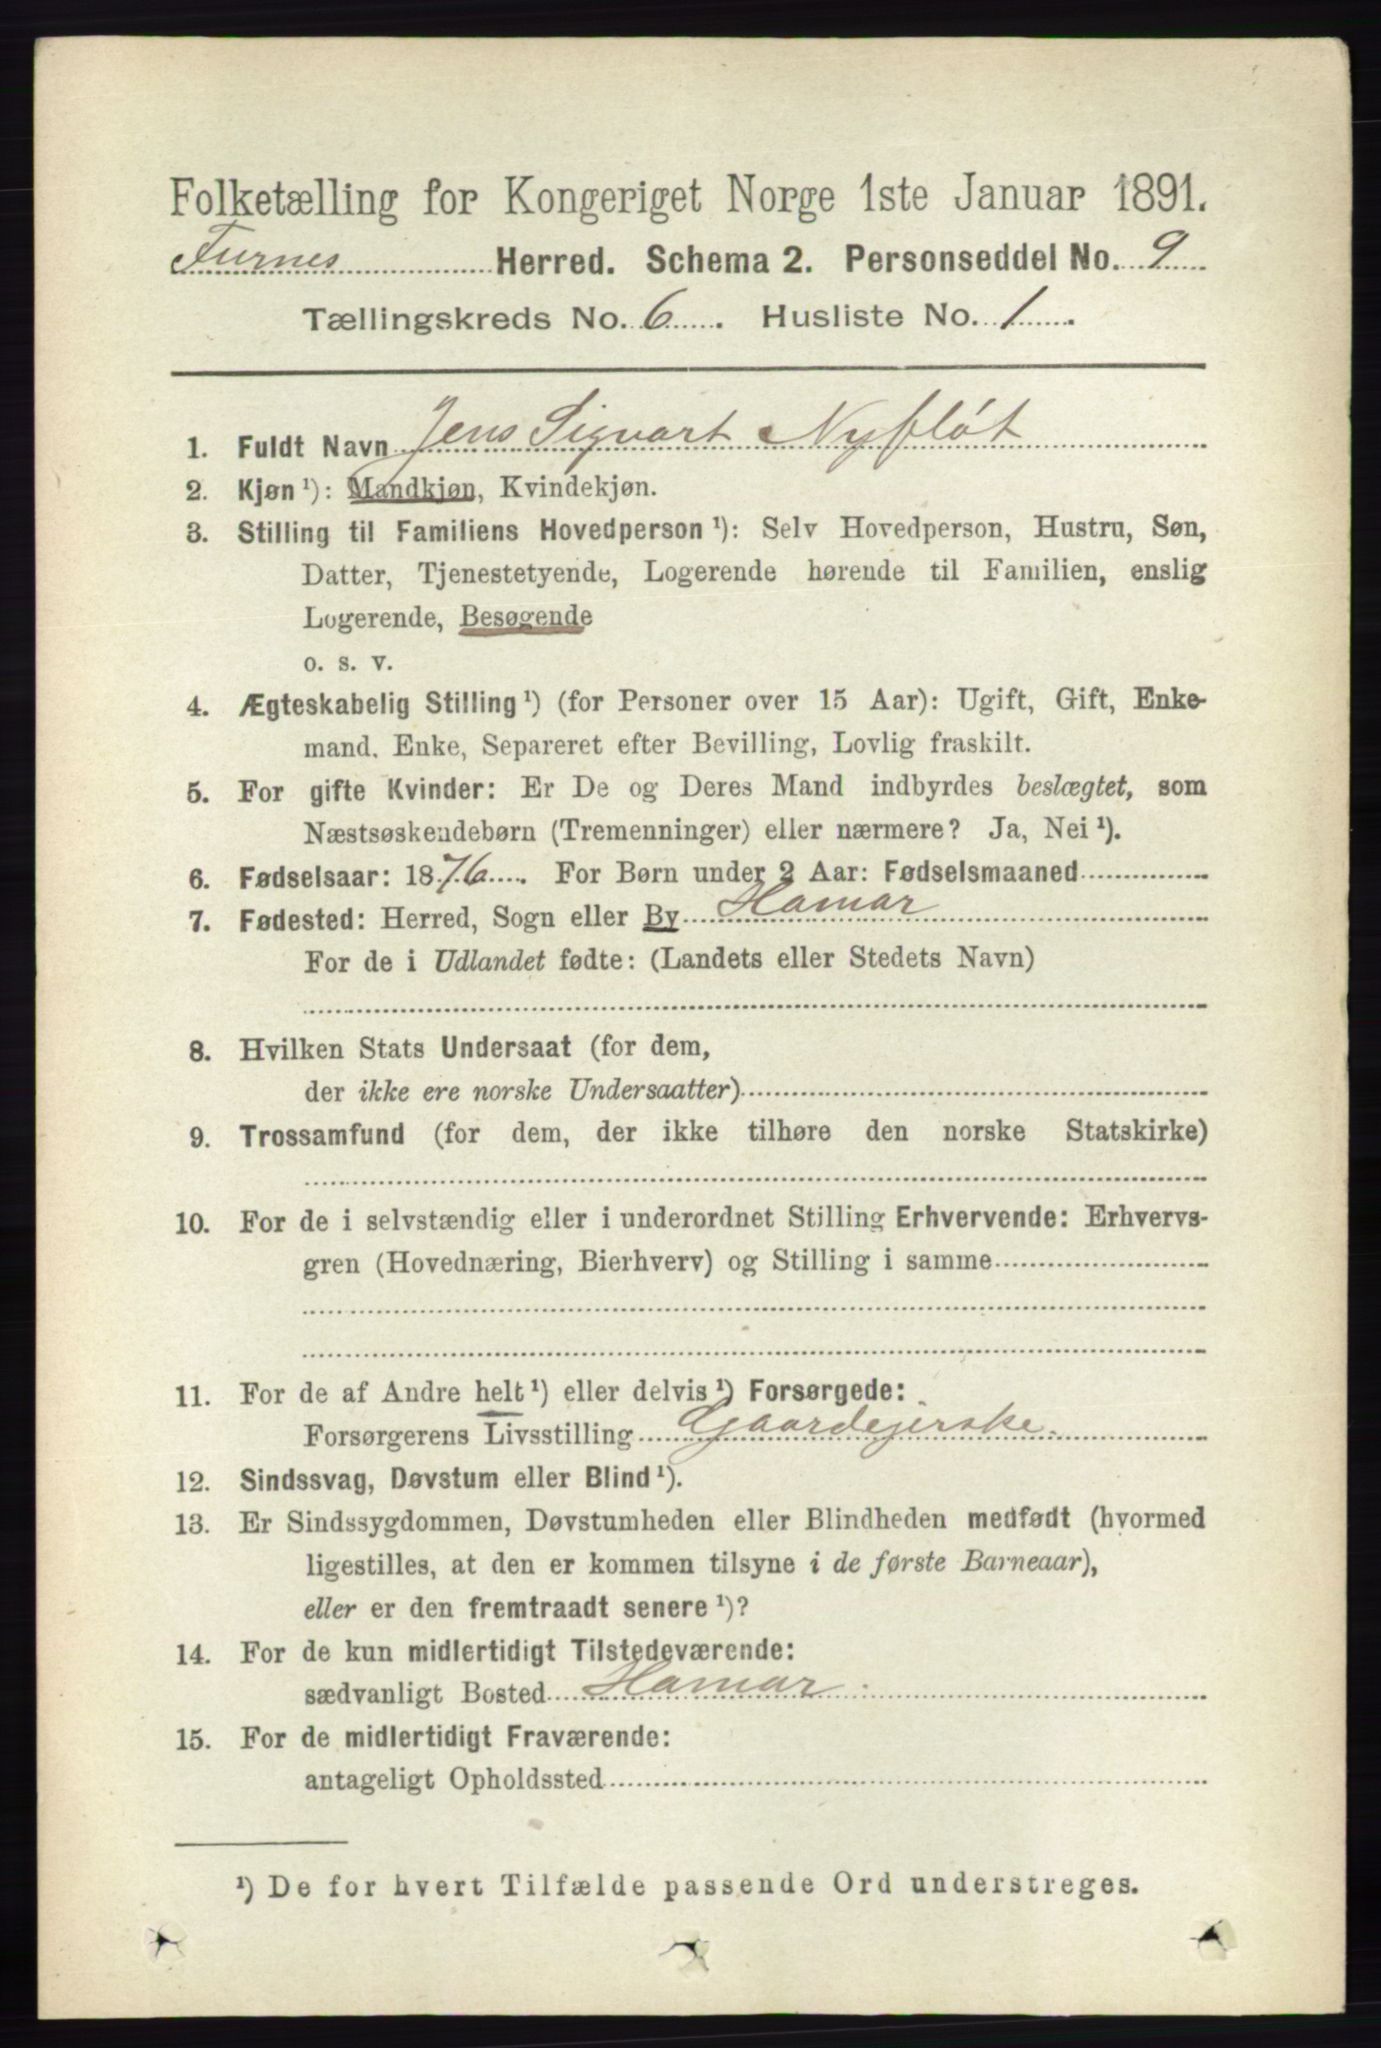 Folketælling for Kongeriget Norge 1ste Januar 1891.
Furnes Herred. Schema 2. Personseddel No. 9
Tællingskreds No. 6. Husliste No. 1.
1. Fuldt Navn Jens Sigvart Nyfløt
2. Kjøn ¹): Mandkjøn, Kvindekjøn.
3. Stilling til Familiens Hovedperson ¹): Selv Hovedperson, Hustru, Søn,
Datter, Tjenestetyende, Logerende hørende til Familien, enslig
Logerende, Besøgende
o. s. v.
4. Ægteskabelig Stilling ¹) (for Personer over 15 Aar): Ugift, Gift, Enke-
mand, Enke, Separeret efter Bevilling, Lovlig fraskilt.
5. For gifte Kvinder: Er De og Deres Mand indbyrdes beslægtet, som
Næstsøskendebørn (Tremenninger) eller nærmere? Ja, Nei ¹).
6. Fødselsaar: 1876. For Børn under 2 Aar: Fødselsmaaned
7. Fødested: Herred, Sogn eller By Hamar
For de i Udlandet fødte: (Landets eller Stedets Navn)
8. Hvilken Stats Undersaat (for dem,
der ikke ere norske Undersaatter)
9. Trossamfund (for dem, der ikke tilhøre den norske Statskirke)
10. For de i selvstændig eller i underordnet Stilling Erhvervende: Erhvervs-
gren (Hovednæring, Bierhverv) og Stilling i samme
11. For de af Andre helt ¹) eller delvis ¹) Forsørgede:
Forsørgerens Livsstilling Gaardejerske.
12. Sindssvag, Døvstum eller Blind ¹).
13. Er Sindssygdommen, Døvstumheden eller Blindheden medfødt (hvormed
ligestilles, at den er kommen tilsyne i de første Barneaar),
eller er den fremtraadt senere ¹)?
14. For de kun midlertidigt Tilstedeværende:
sædvanligt Bosted Hamar
15. For de midlertidigt Fraværende:
antageligt Opholdssted
¹) De for hvert Tilfælde passende Ord understreges.